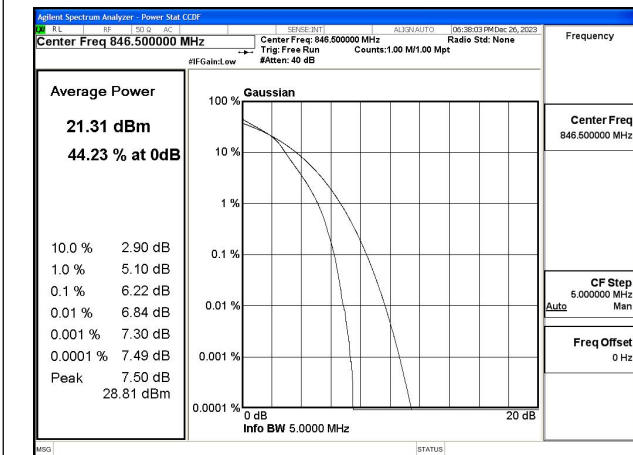 Agilent Spectrum Analyzer - Power Stat CCDF
RL RF 50 Ω AC SENSE:INT ALIGN AUTO 06:38:03 PM Dec 26, 2023
Center Freq 846.500000 MHz
Center Freq: 846.500000 MHz Radio Std: None
Trig: Free Run Counts:1.00 M/1.00 Mpt
#IFGain:Low #Atten: 40 dB
Frequency
Average Power
21.31 dBm
44.23 % at 0dB
10.0 % 2.90 dB
1.0 % 5.10 dB
0.1 % 6.22 dB
0.01 % 6.84 dB
0.001 % 7.30 dB
0.0001 % 7.49 dB
Peak 7.50 dB
28.81 dBm
Gaussian
100 %
10 %
1 %
0.1 %
0.01 %
0.001 %
0.0001 %
0 dB 20 dB
Info BW 5.0000 MHz
Center Freq
846.500000 MHz
CF Step
5.000000 MHz
Auto Man
Freq Offset
0 Hz
MSG STATUS